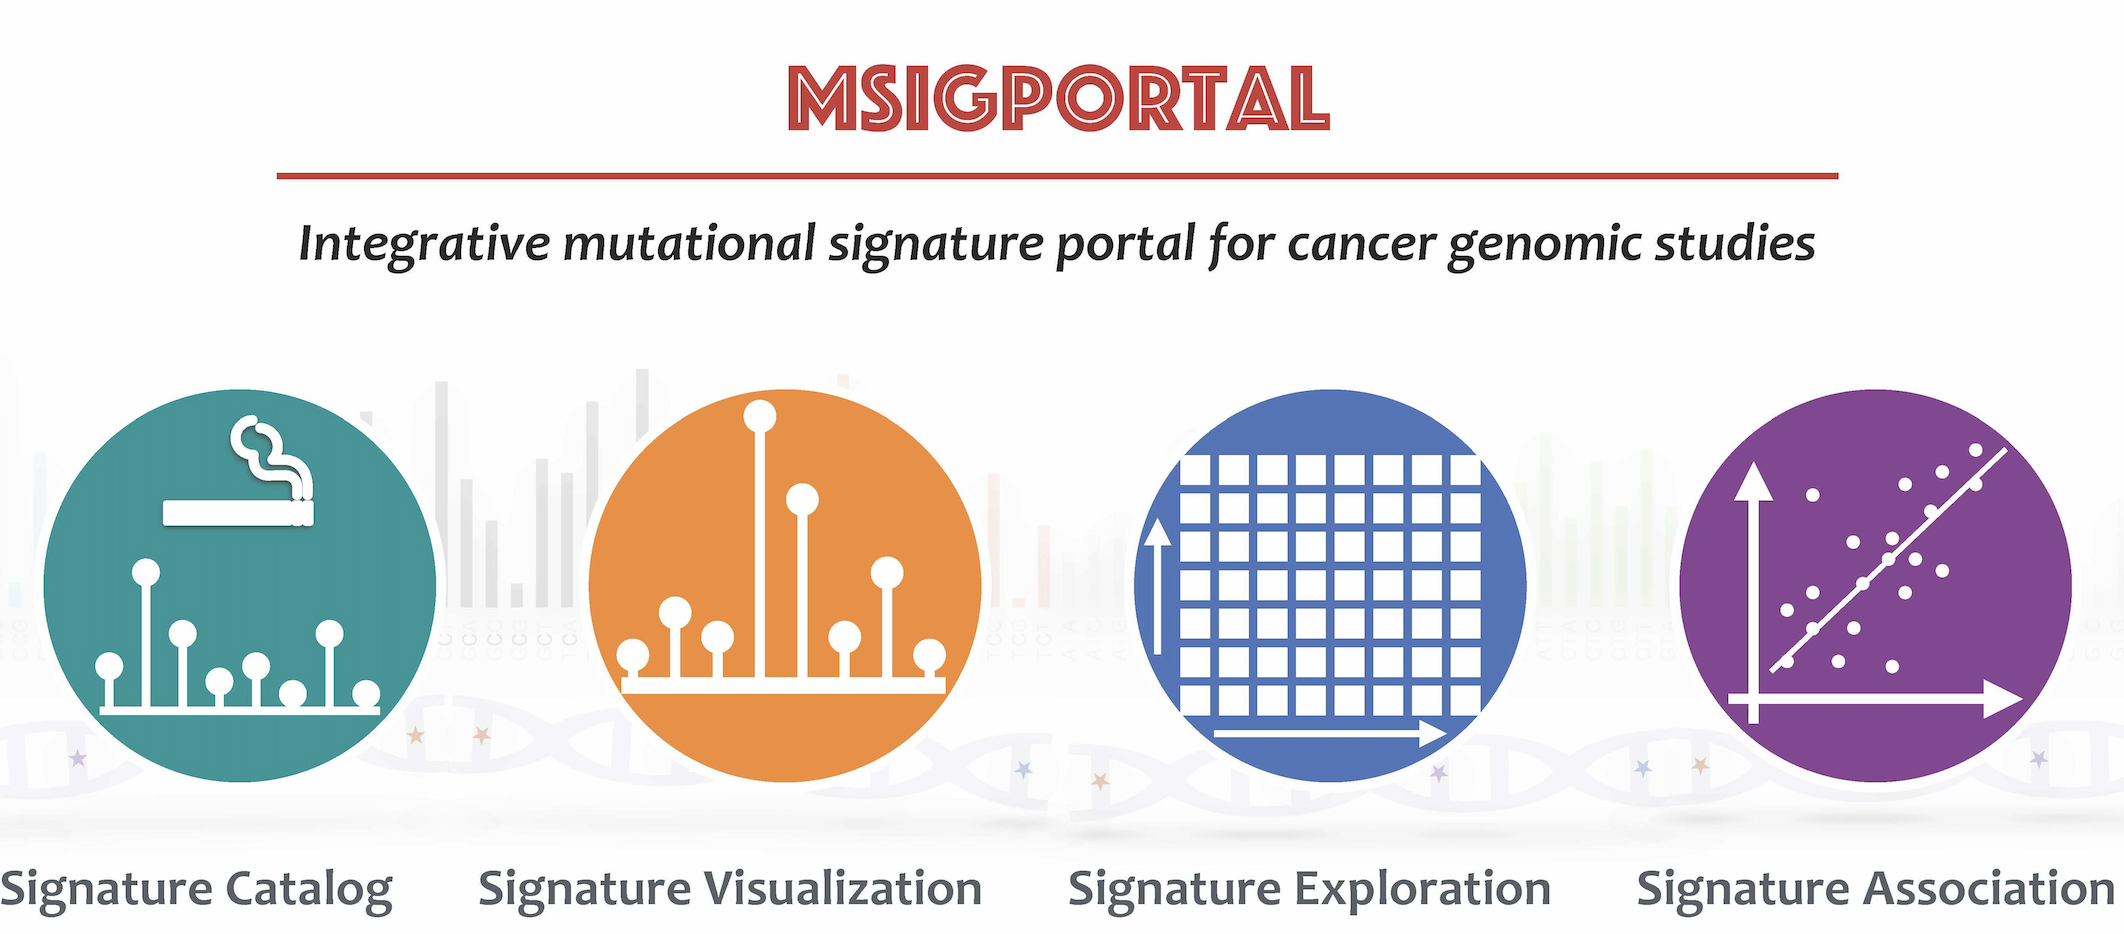 MSIGPORTAL
Integrative mutational signature portal for cancer genomic studies
Signature Catalog
Signature Visualization
Signature Exploration
Signature Association